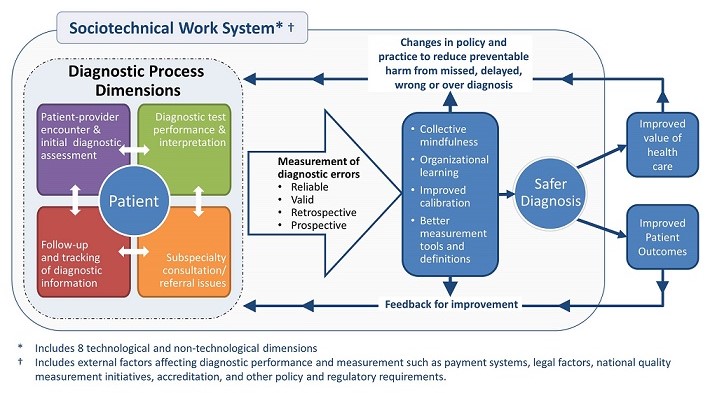 Sociotechnical Work System* †
Diagnostic Process
Dimensions
Patient-provider
encounter &
initial diagnostic
assessment
Diagnostic test
performance &
interpretation
Patient
Follow-up
and tracking
of diagnostic
information
Subspecialty
consultation/
referral issues
Measurement of
diagnostic errors
• Reliable
• Valid
• Retrospective
• Prospective
Changes in policy and
practice to reduce preventable
harm from missed, delayed,
wrong or over diagnosis
• Collective
mindfulness
• Organizational
learning
• Improved
calibration
• Better
measurement
tools and
definitions
Safer
Diagnosis
Improved
value of
health
care
Improved
Patient
Outcomes
Feedback for improvement
* Includes 8 technological and non-technological dimensions
† Includes external factors affecting diagnostic performance and measurement such as payment systems, legal factors, national quality
measurement initiatives, accreditation, and other policy and regulatory requirements.